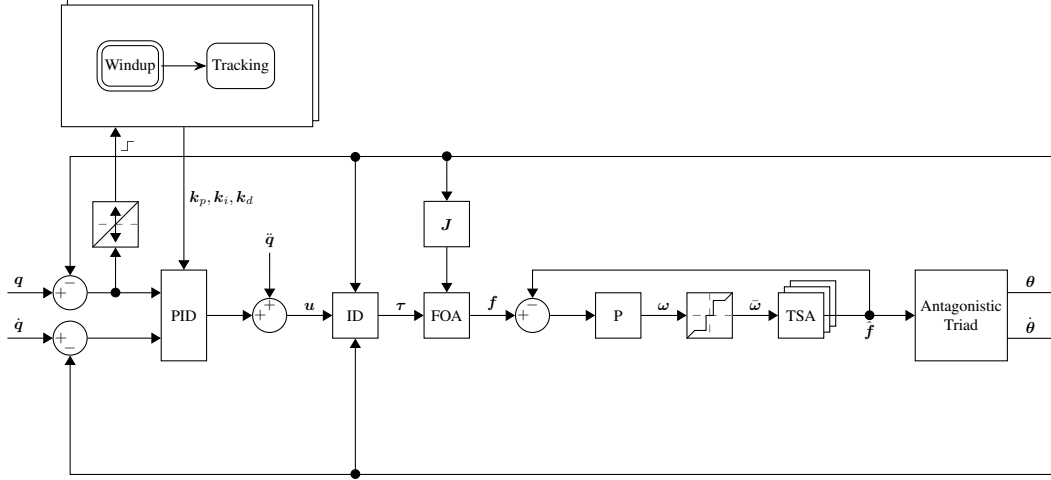 Windup
Tracking
k_p, k_i, k_d
J
q̈
q
−
+
θ
PID
+
+
u
ID
τ
FOA
f
−
+
P
ω
ω̄
TSA
f̂
Antagonistic
Triad
q̇
+
−
θ̇